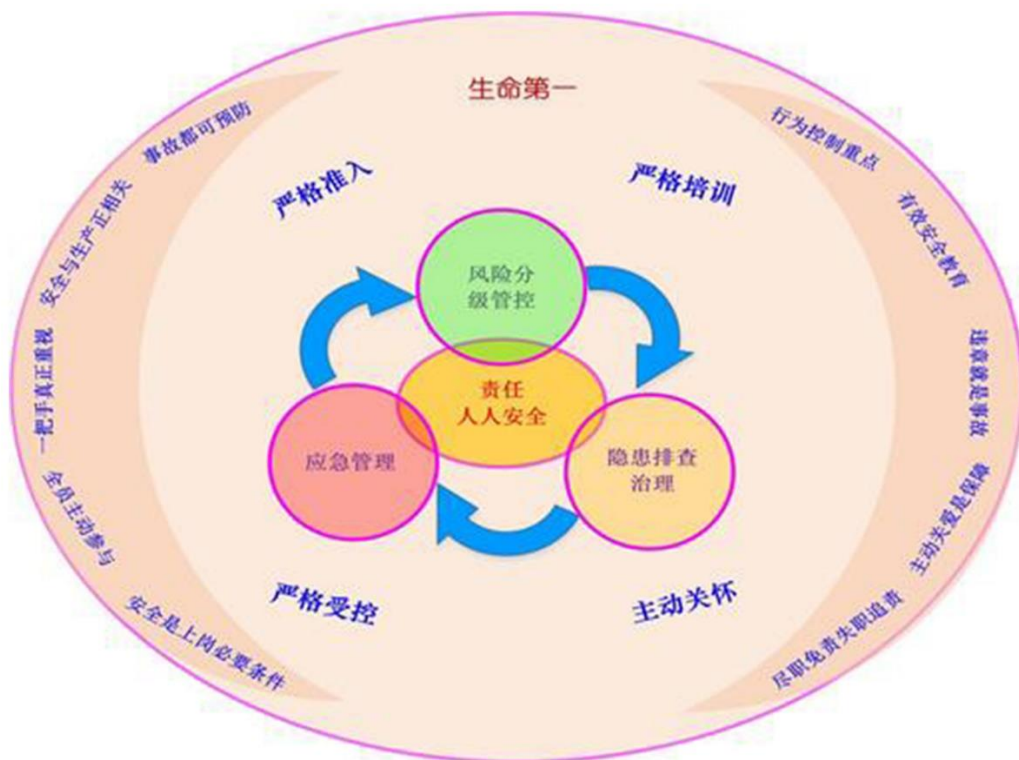 生命第一
严格准入
严格培训
事故都可预防
安全与生产正相关
一把手真正重视
全员主动参与
安全是上岗必要条件
风险分
级管控
责任
人人安全
应急管理
隐患排查
治理
严格受控
主动关怀
行为控制重点
有效安全教育
违章就是事故
主动关爱是保障
尽职免责失职追责